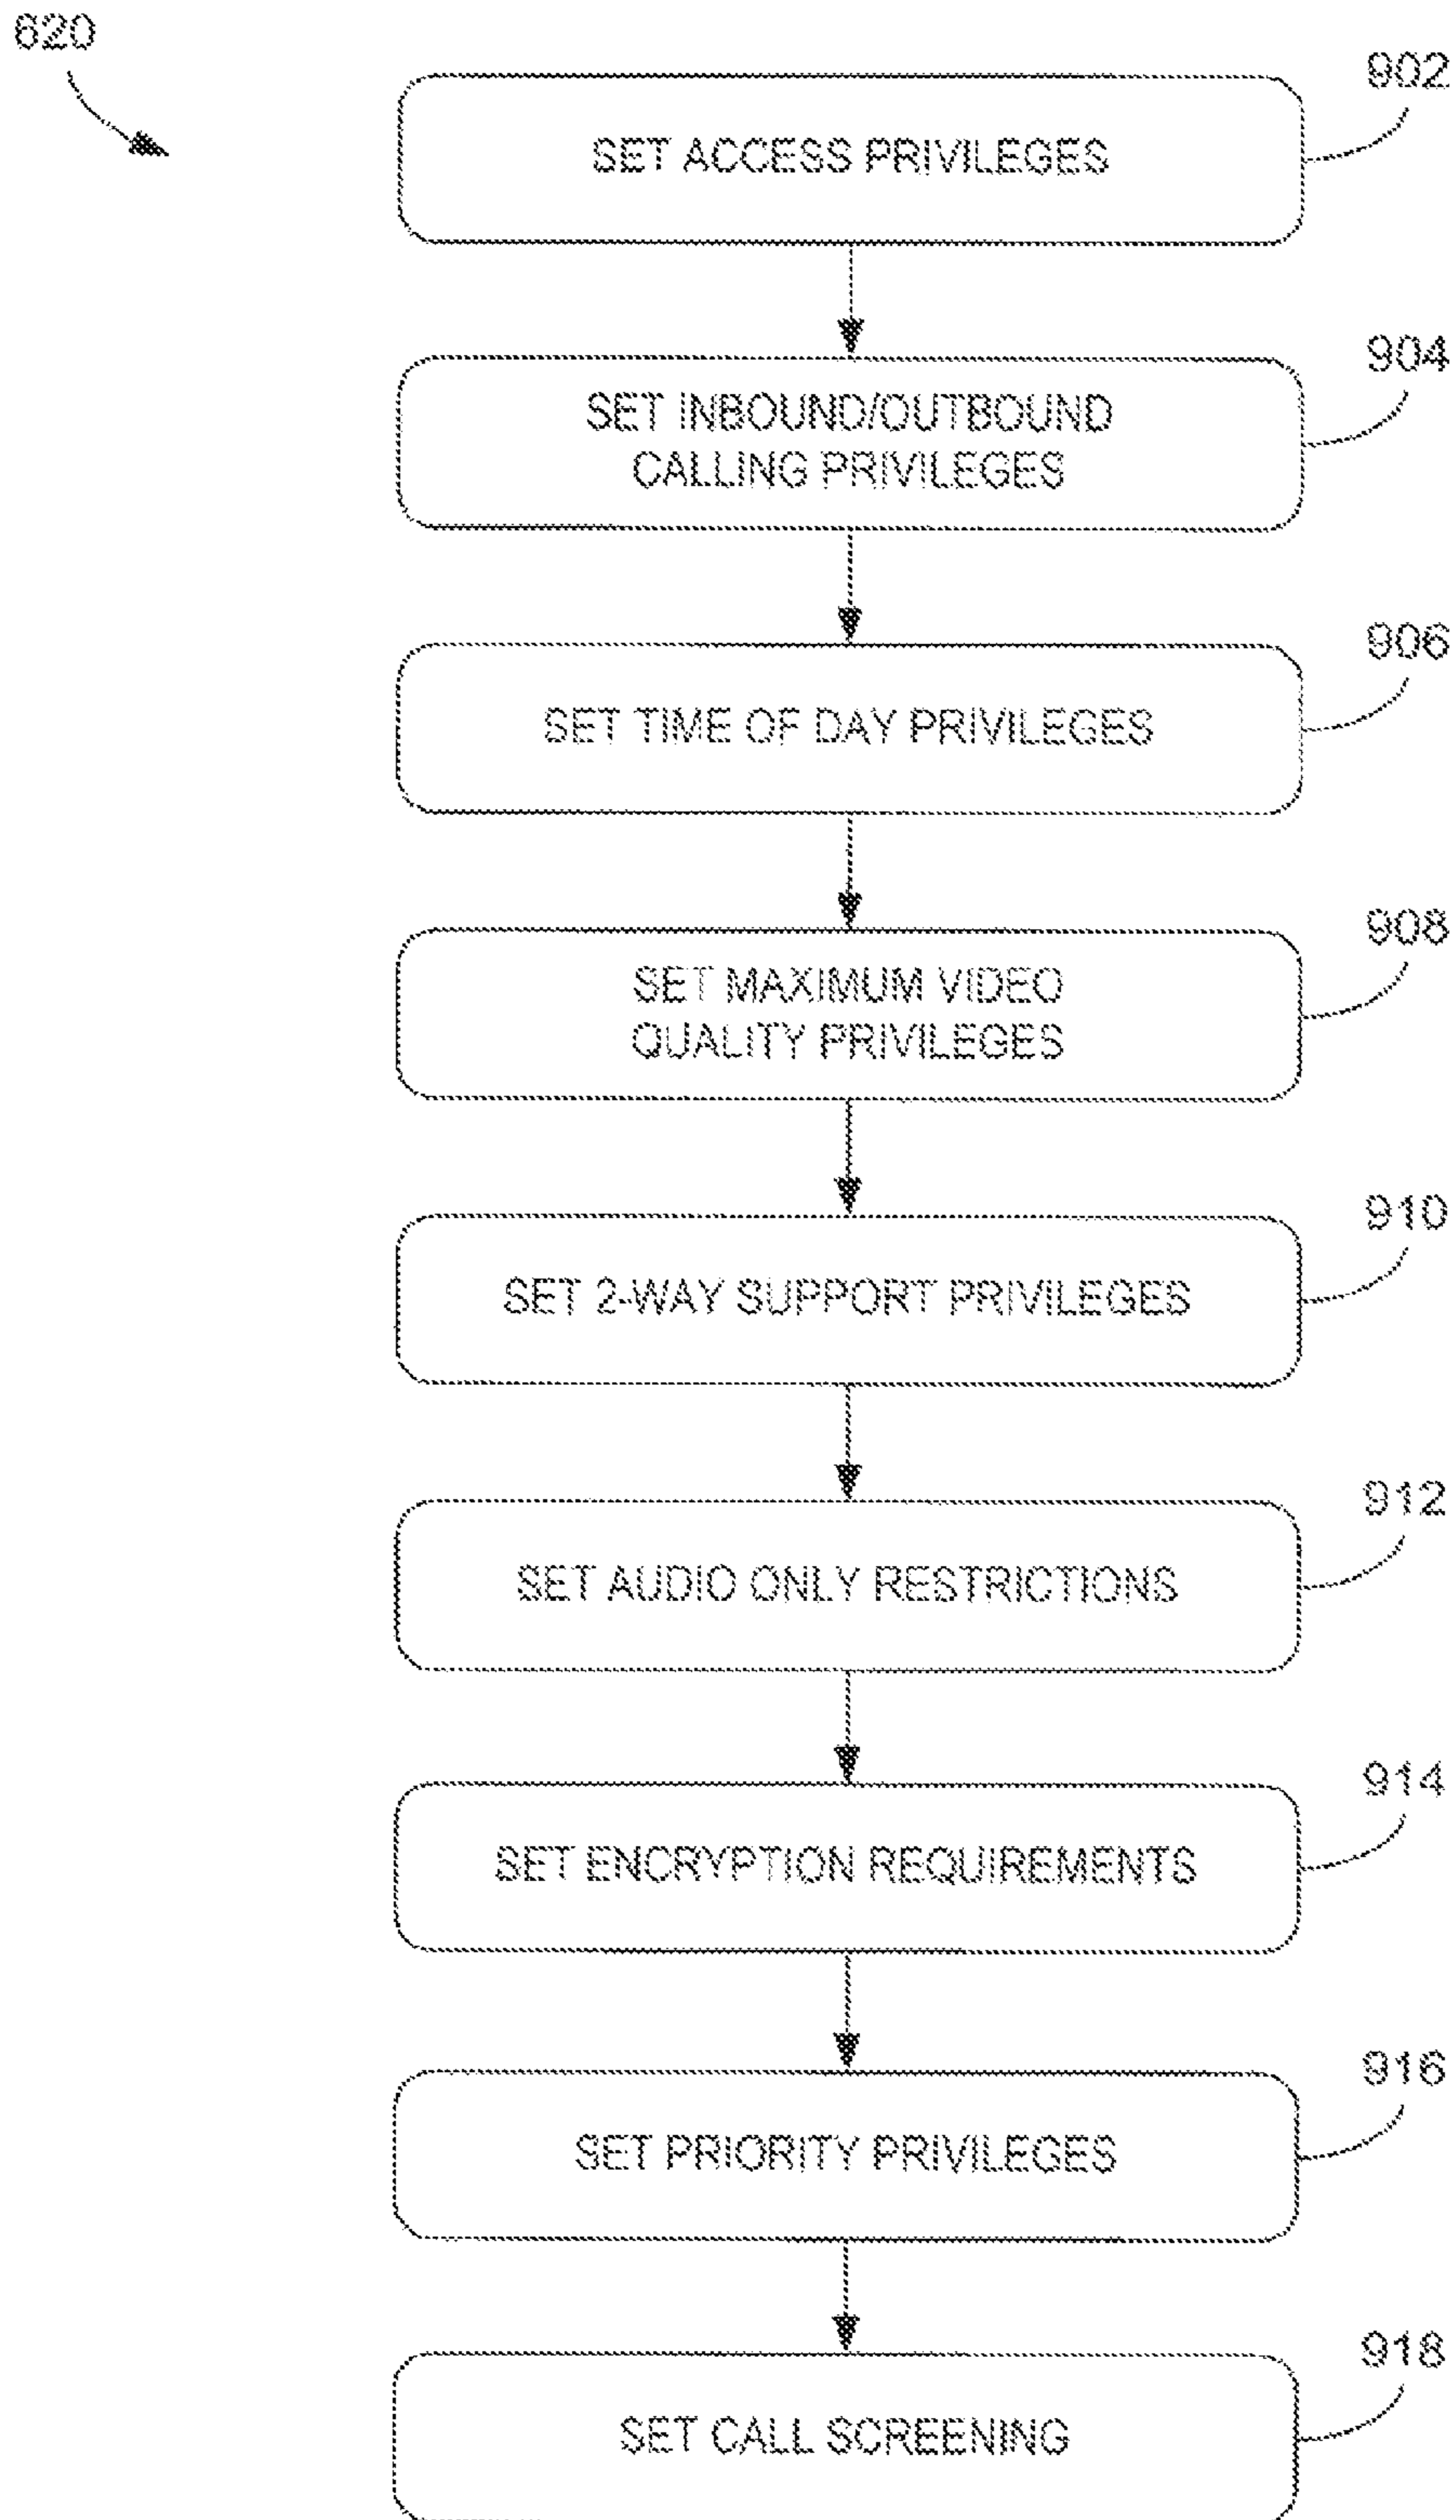 620
902
SET ACCESS PRIVILEGES
904
SET INBOUND/OUTBOUND
CALLING PRIVILEGES
906
SET TIME OF DAY PRIVILEGES
908
SET MAXIMUM VIDEO
QUALITY PRIVILEGES
910
SET 2-WAY SUPPORT PRIVILEGES
912
SET AUDIO ONLY RESTRICTIONS
914
SET ENCRYPTION REQUIREMENTS
916
SET PRIORITY PRIVILEGES
918
SET CALL SCREENING